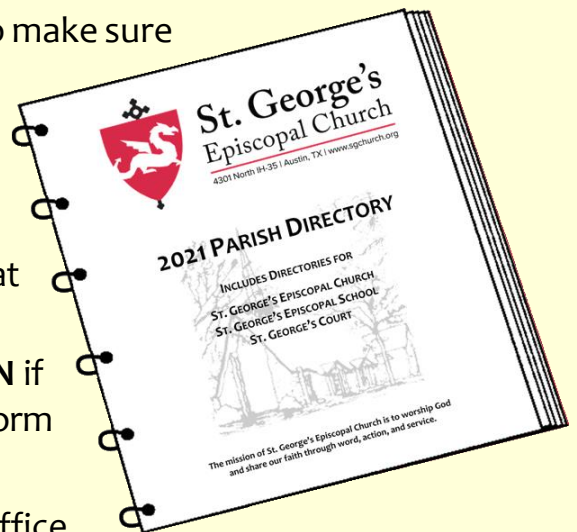 o make sure
St. George's
Episcopal Church
4301 North IH-35 | Austin, TX | www.sgchurch.org
2021 PARISH DIRECTORY
INCLUDES DIRECTORIES FOR
ST. GEORGE'S EPISCOPAL CHURCH
ST. GEORGE'S EPISCOPAL SCHOOL
ST. GEORGE'S COURT
at
N if
orm
The mission of St. George's Episcopal Church is to worship God
and share our faith through word, action, and service.
ffice